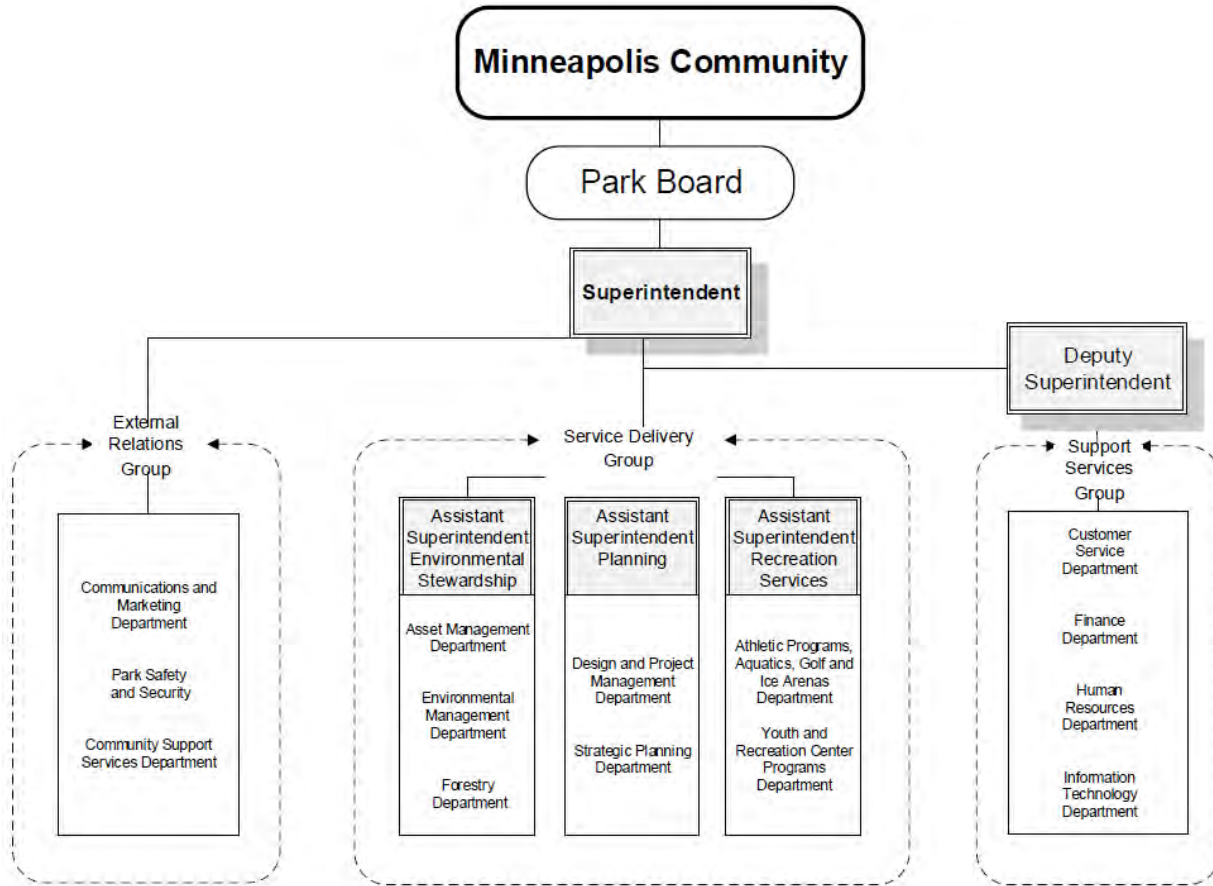 Minneapolis Community
Park Board
Superintendent
Deputy
Superintendent
External
Relations
Group
Communications and
Marketing
Department
Park Safety
and Security
Community Support
Services Department
Service Delivery
Group
Assistant
Superintendent
Environmental
Stewardship
Asset Management
Department
Environmental
Management
Department
Forestry
Department
Assistant
Superintendent
Planning
Design and Project
Management
Department
Strategic Planning
Department
Assistant
Superintendent
Recreation
Services
Athletic Programs,
Aquatics, Golf and
Ice Arenas
Department
Youth and
Recreation Center
Programs
Department
Support
Services
Group
Customer
Service
Department
Finance
Department
Human
Resources
Department
Information
Technology
Department